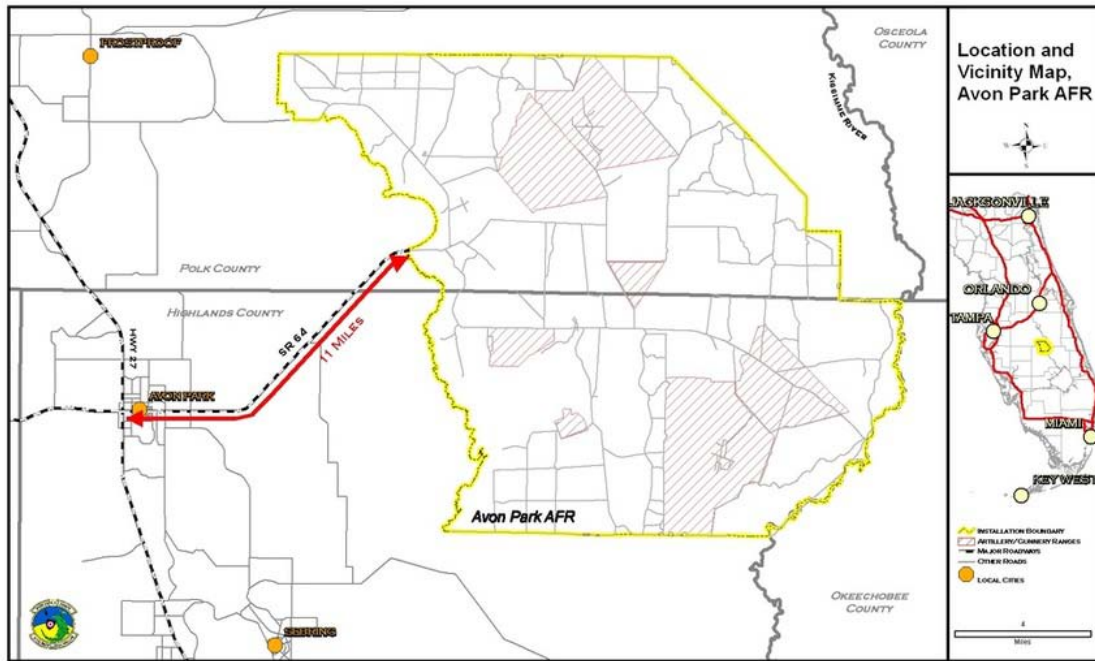 FROSTPROOF
OSCEOLA
COUNTY
KISSIMME RIVER
POLK COUNTY
HIGHLANDS COUNTY
HWY 27
SR 64
11 MILES
AVON PARK
Avon Park AFR
SEBRING
OKEECHOBEE
COUNTY
Location and
Vicinity Map,
Avon Park AFR
N
W
E
S
JACKSONVILLE
ORLANDO
TAMPA
MIAMI
KEY WEST
INSTALLATION BOUNDARY
ARTILLERY/GUNNERY RANGES
MAJOR ROADWAYS
OTHER ROADS
LOCAL CITIES
4
Miles